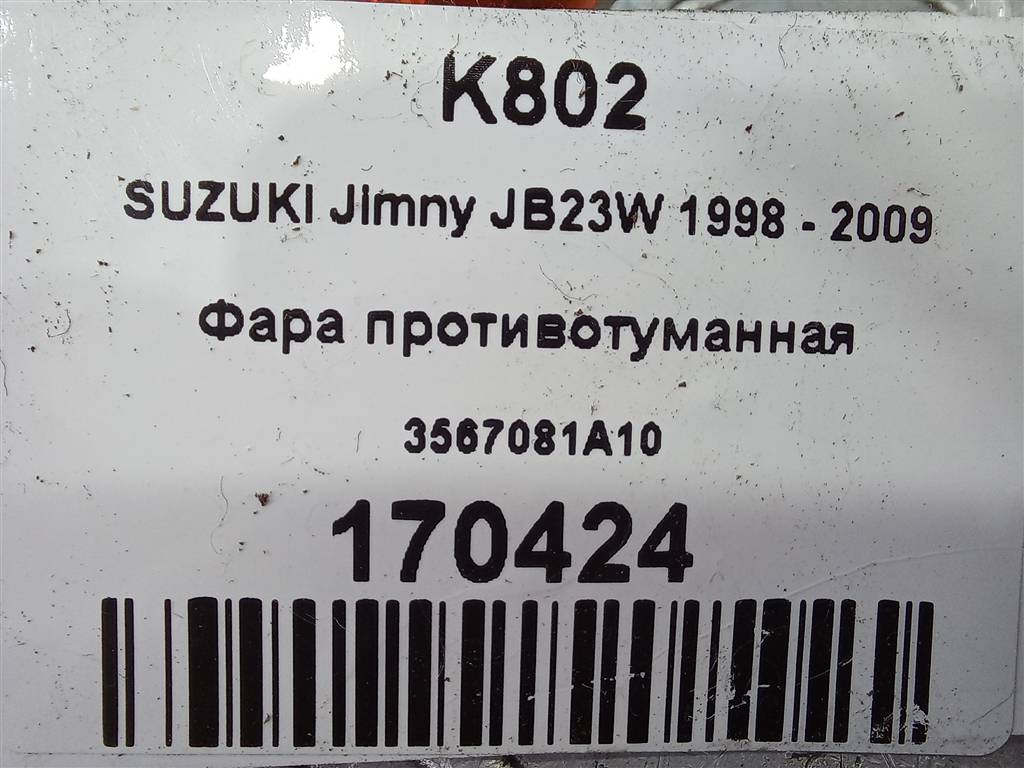 K802
SUZUKI Jimny JB23W 1998 - 2009
Фара противотуманная
3567081A10
170424